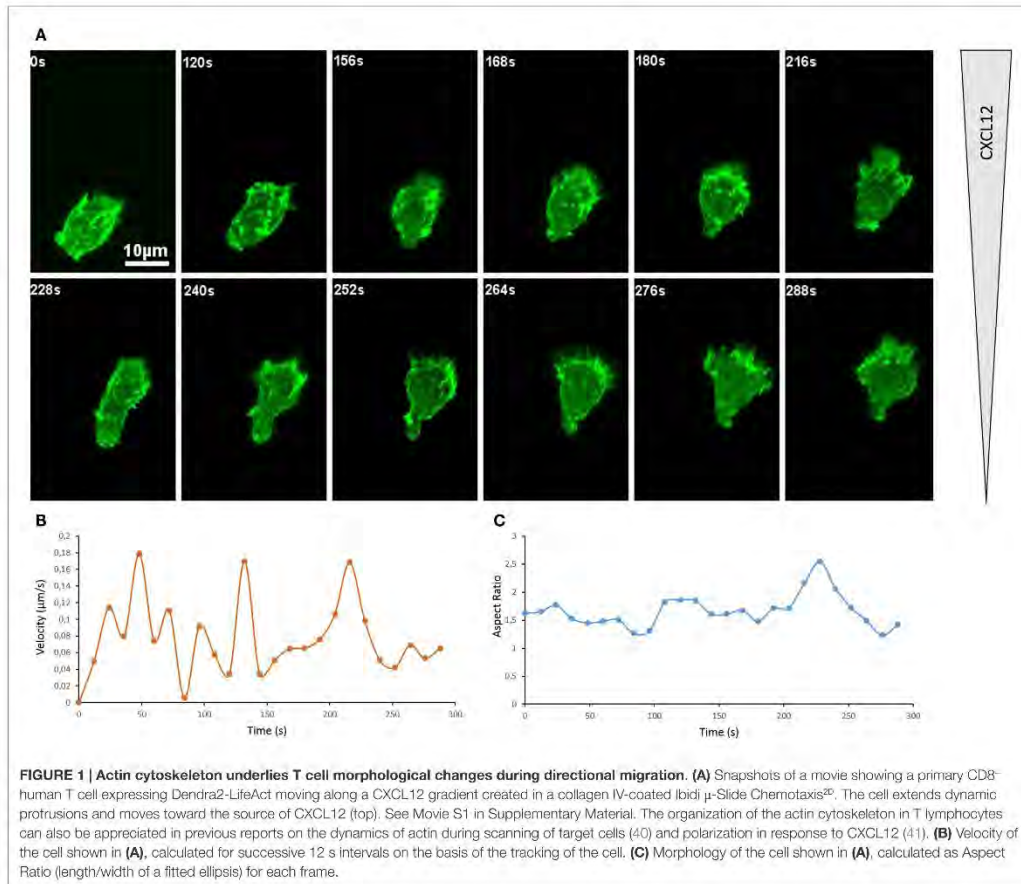 A
0s
120s
156s
168s
180s
216s
10µm
CXCL12
228s
240s
252s
264s
276s
288s
B
0,2
0,18
0,16
0,14
0,12
0,1
0,08
0,06
0,04
0,02
0
Velocity (µm/s)
0
50
100
150
200
250
300
Time (s)
C
3
2,5
2
1,5
1
0,5
0
Aspect Ratio
0
50
100
150
200
250
300
Time (s)
FIGURE 1 | Actin cytoskeleton underlies T cell morphological changes during directional migration. (A) Snapshots of a movie showing a primary CD8⁻
human T cell expressing Dendra2-LifeAct moving along a CXCL12 gradient created in a collagen IV-coated Ibidi µ-Slide Chemotaxis²ᴰ. The cell extends dynamic
protrusions and moves toward the source of CXCL12 (top). See Movie S1 in Supplementary Material. The organization of the actin cytoskeleton in T lymphocytes
can also be appreciated in previous reports on the dynamics of actin during scanning of target cells (40) and polarization in response to CXCL12 (41). (B) Velocity of
the cell shown in (A), calculated for successive 12 s intervals on the basis of the tracking of the cell. (C) Morphology of the cell shown in (A), calculated as Aspect
Ratio (length/width of a fitted ellipsis) for each frame.